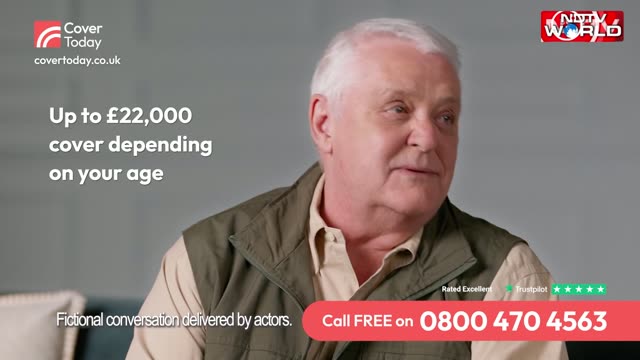 Cover
Today
covertoday.co.uk
NDTV
WORLD
Up to £22,000
cover depending
on your age
Rated Excellent
Trustpilot
Fictional conversation delivered by actors.
Call FREE on 0800 470 4563